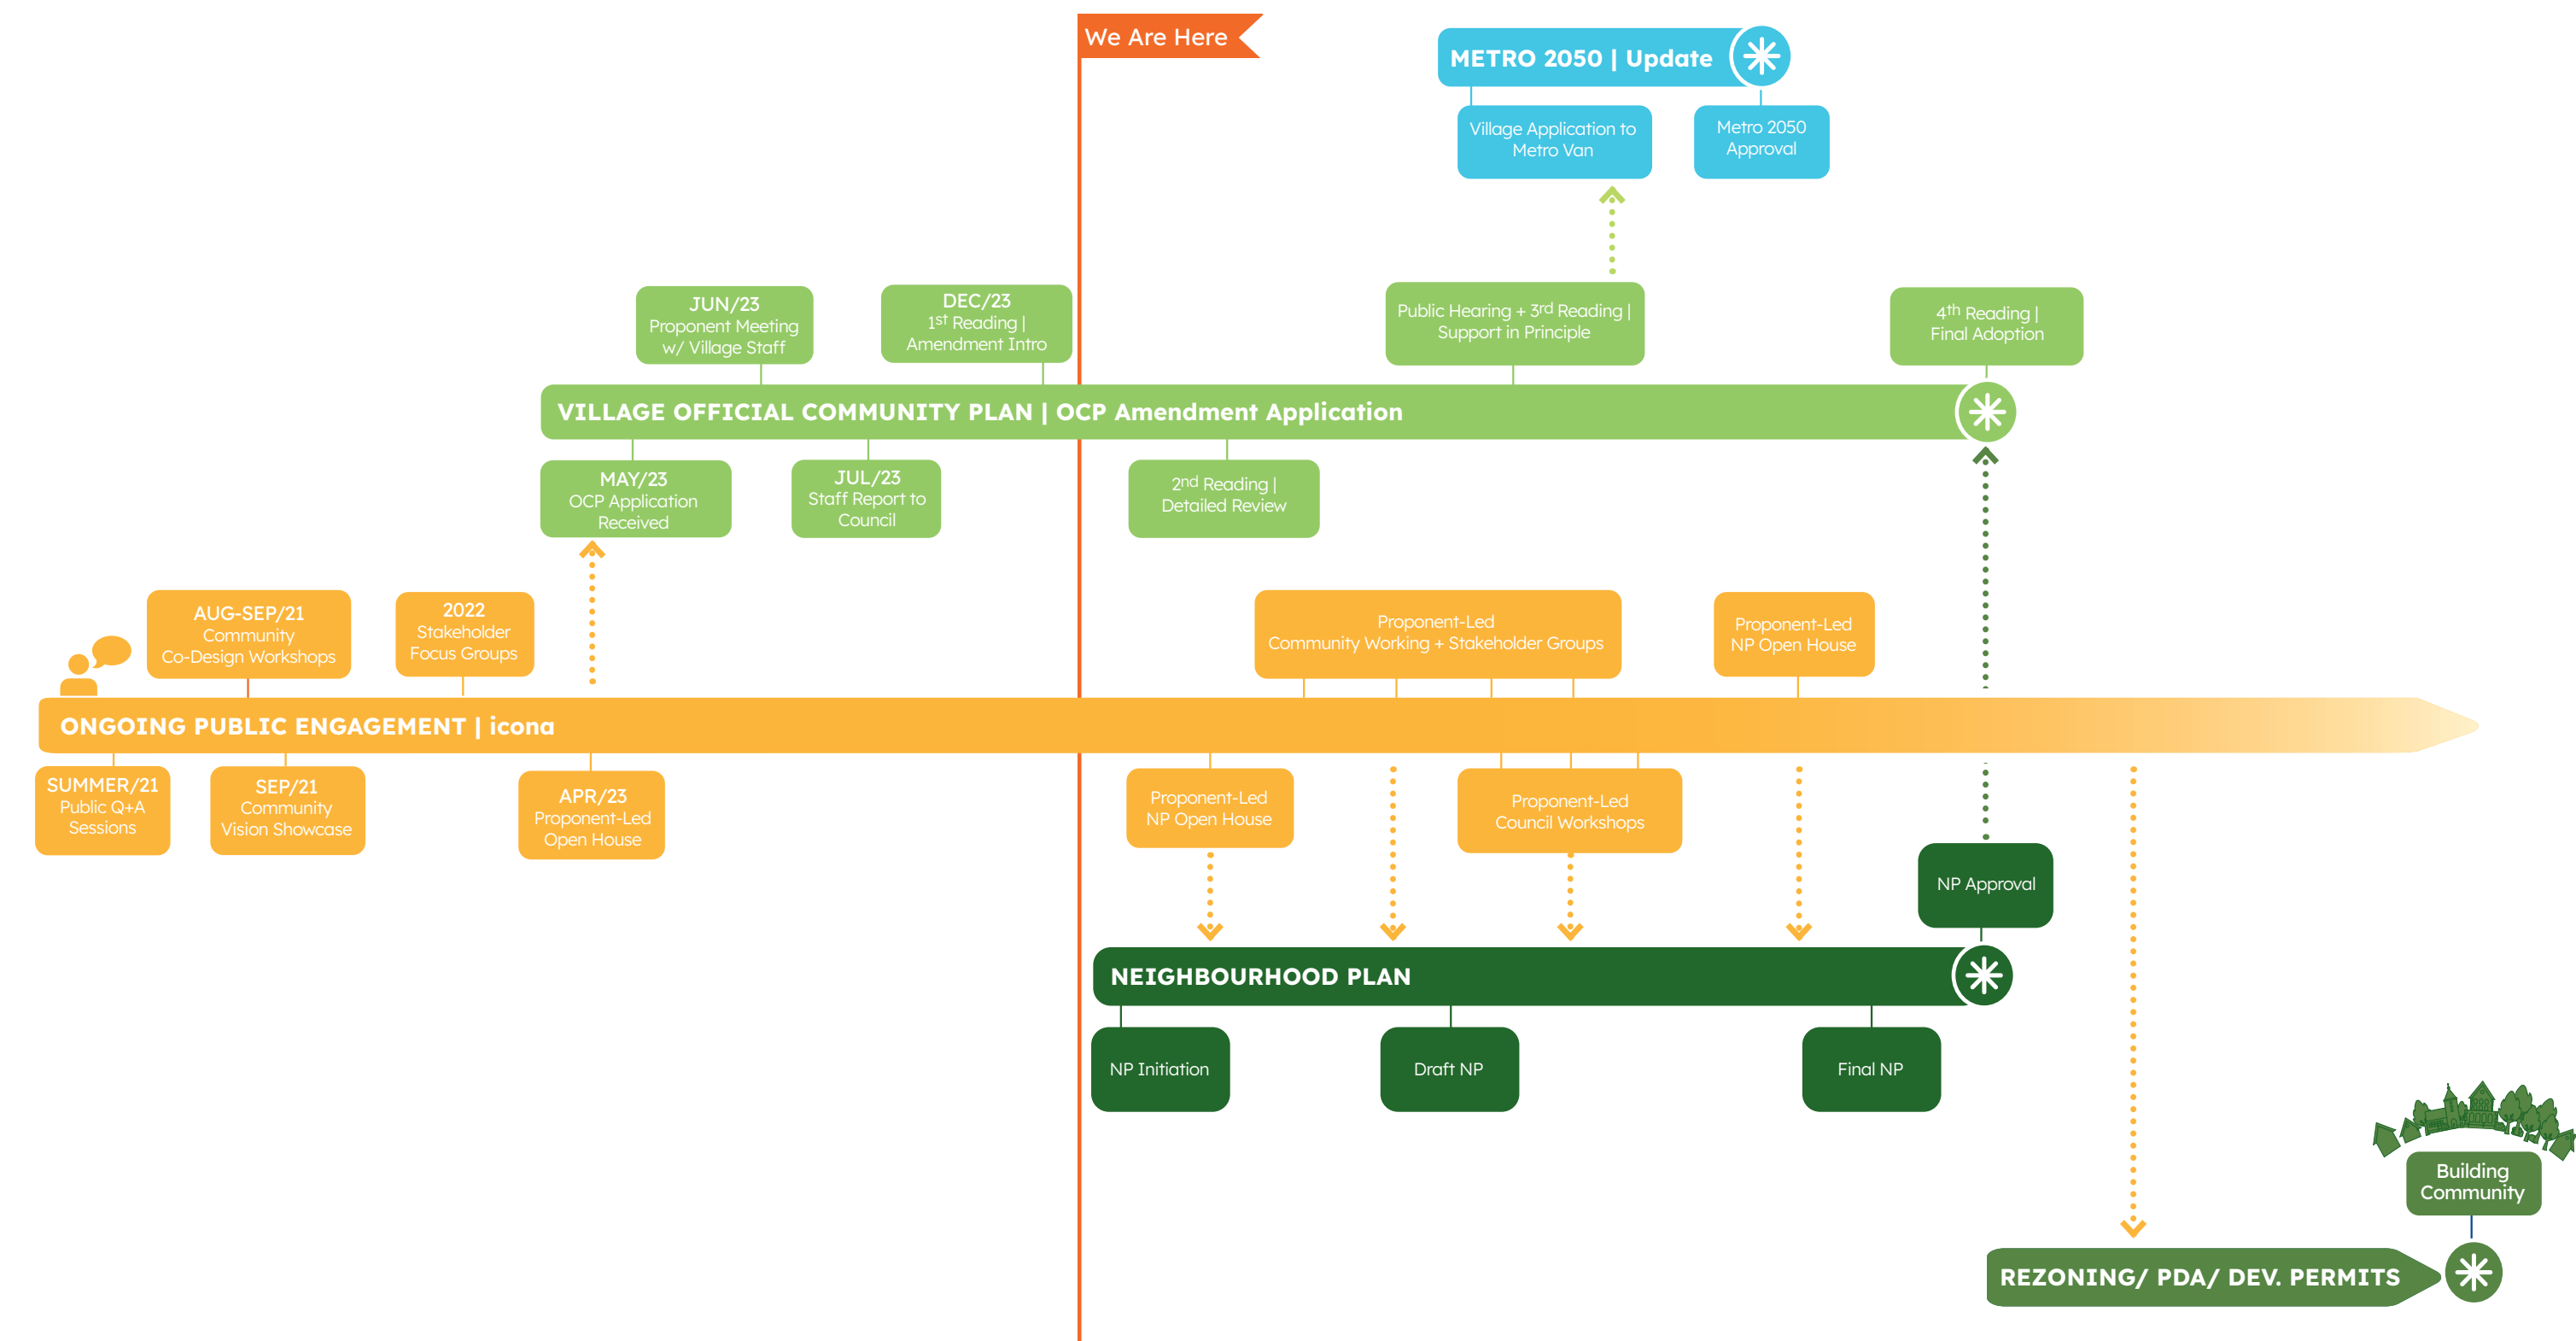 We Are Here
METRO 2050 | Update
Village Application to
Metro Van
Metro 2050
Approval
JUN/23
Proponent Meeting
w/ Village Staff
DEC/23
1st Reading |
Amendment Intro
Public Hearing + 3rd Reading |
Support in Principle
4th Reading |
Final Adoption
VILLAGE OFFICIAL COMMUNITY PLAN | OCP Amendment Application
MAY/23
OCP Application
Received
JUL/23
Staff Report to
Council
2nd Reading |
Detailed Review
AUG-SEP/21
Community
Co-Design Workshops
2022
Stakeholder
Focus Groups
Proponent-Led
Community Working + Stakeholder Groups
Proponent-Led
NP Open House
ONGOING PUBLIC ENGAGEMENT | icona
SUMMER/21
Public Q+A
Sessions
SEP/21
Community
Vision Showcase
APR/23
Proponent-Led
Open House
Proponent-Led
NP Open House
Proponent-Led
Council Workshops
NP Approval
NEIGHBOURHOOD PLAN
NP Initiation
Draft NP
Final NP
Building
Community
REZONING/ PDA/ DEV. PERMITS